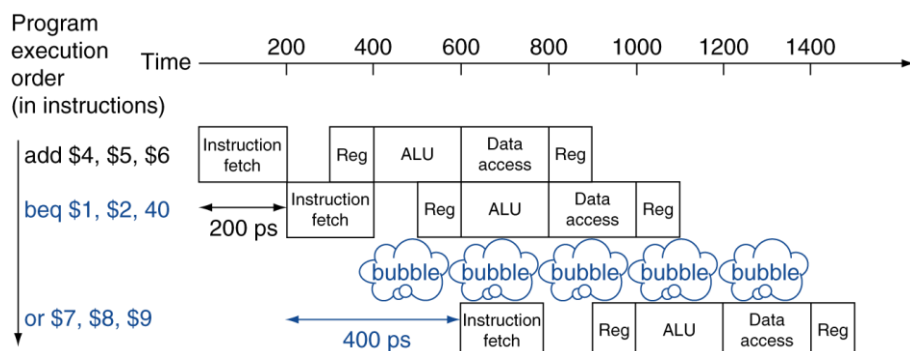 Program
execution
order
(in instructions)
Time
200 400 600 800 1000 1200 1400
add $4, $5, $6
Instruction
fetch
Reg
ALU
Data
access
Reg
beq $1, $2, 40
200 ps
Instruction
fetch
Reg
ALU
Data
access
Reg
bubble bubble bubble bubble bubble
or $7, $8, $9
400 ps
Instruction
fetch
Reg
ALU
Data
access
Reg